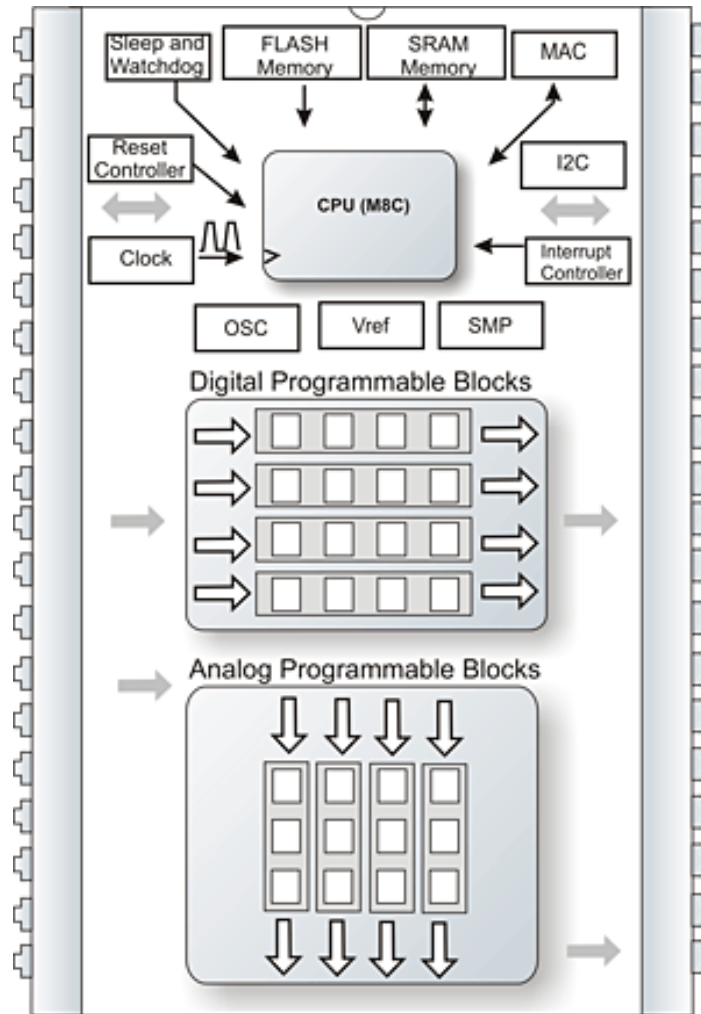 Sleep and
Watchdog
FLASH
Memory
SRAM
Memory
MAC
Reset
Controller
CPU (M8C)
I2C
Clock
Interrupt
Controller
OSC
Vref
SMP
Digital Programmable Blocks
Analog Programmable Blocks